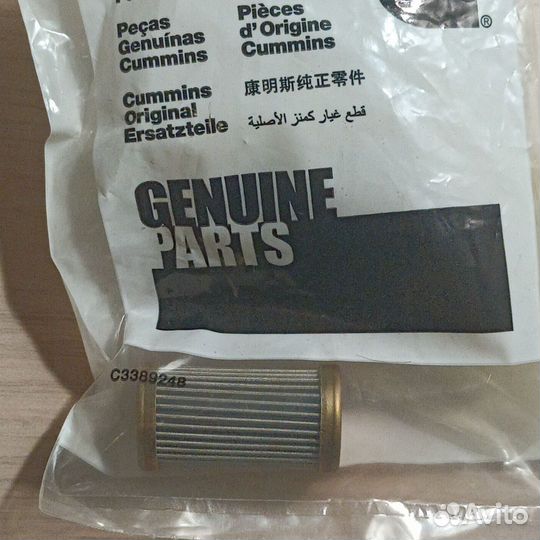 Peças
Genuínas
Cummins
Pièces
d' Origine
Cummins
Cummins
Original
Ersatzteile
康明斯纯正零件
قطع غيار كمنز الأصلية
GENUINE
PARTS
C3389248
®
Avito